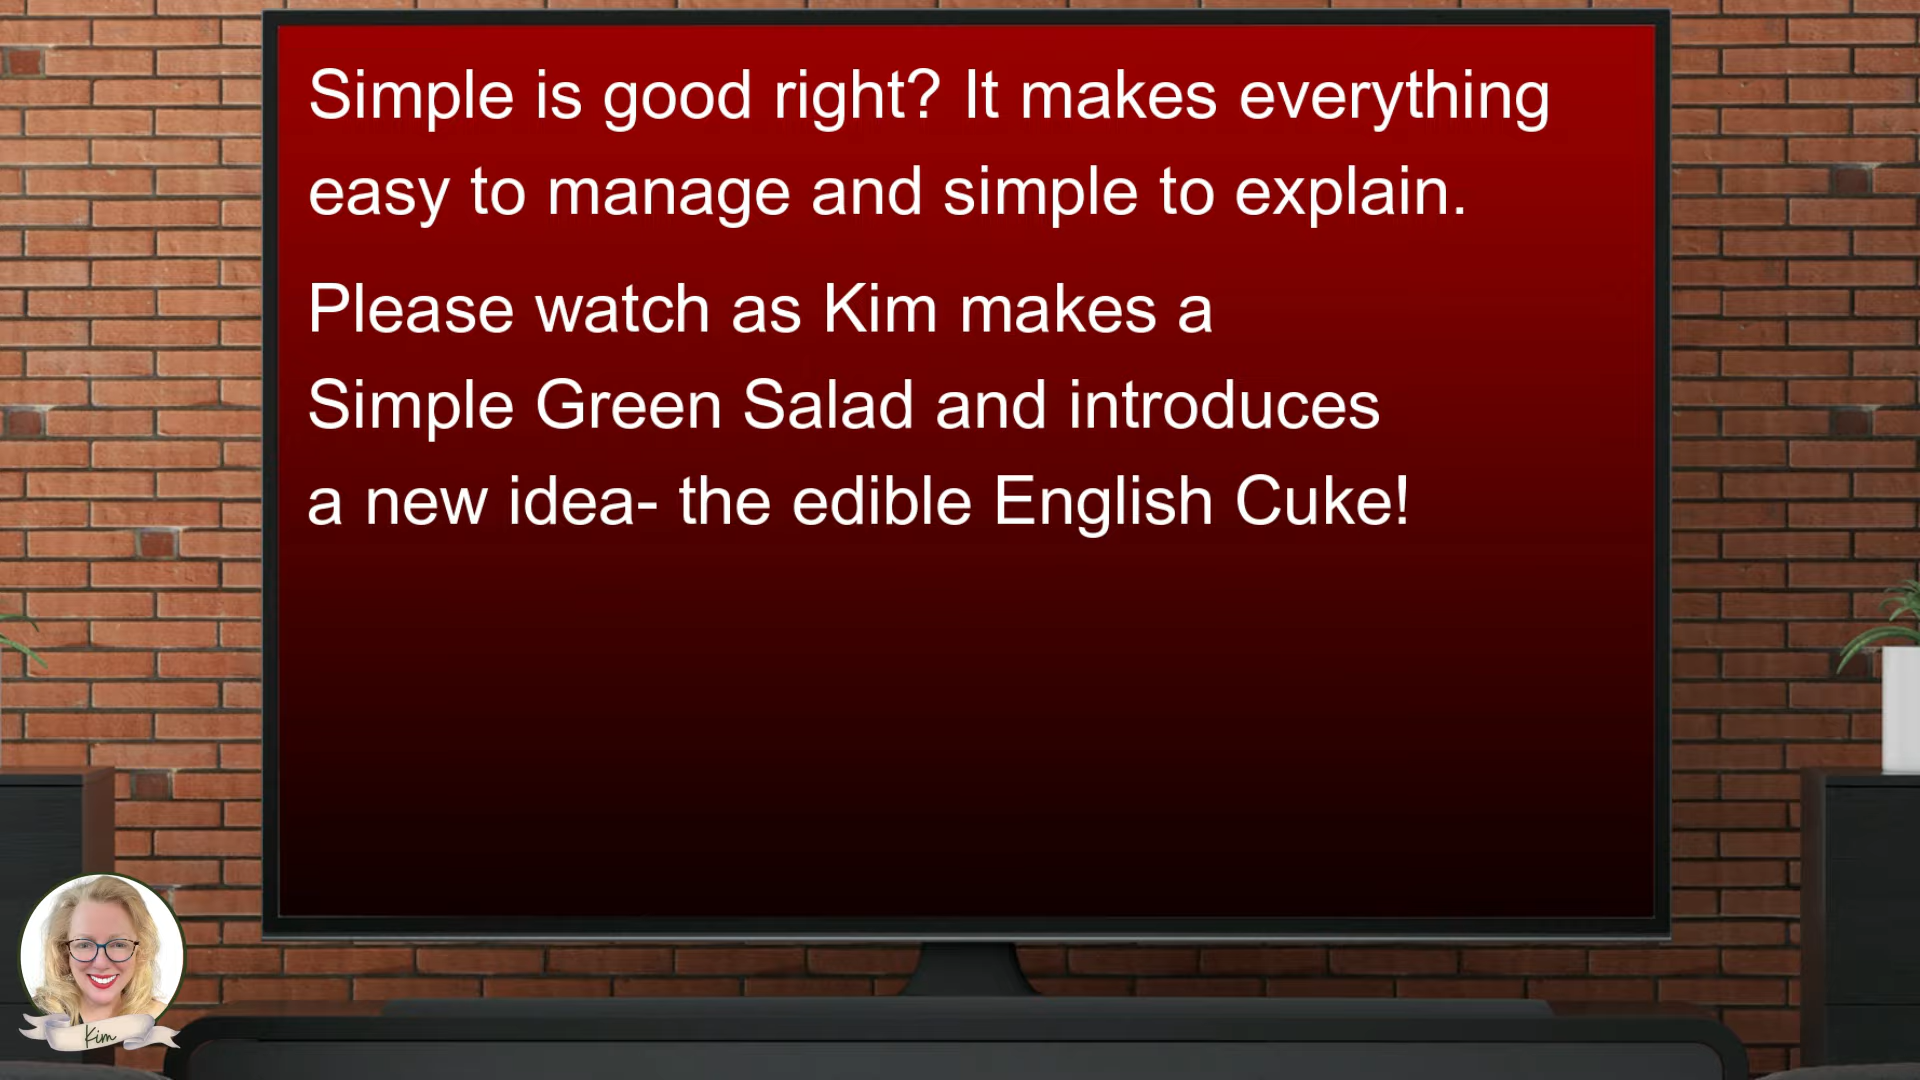 Simple is good right? It makes everything
easy to manage and simple to explain.
Please watch as Kim makes a
Simple Green Salad and introduces
a new idea- the edible English Cuke!
Kim